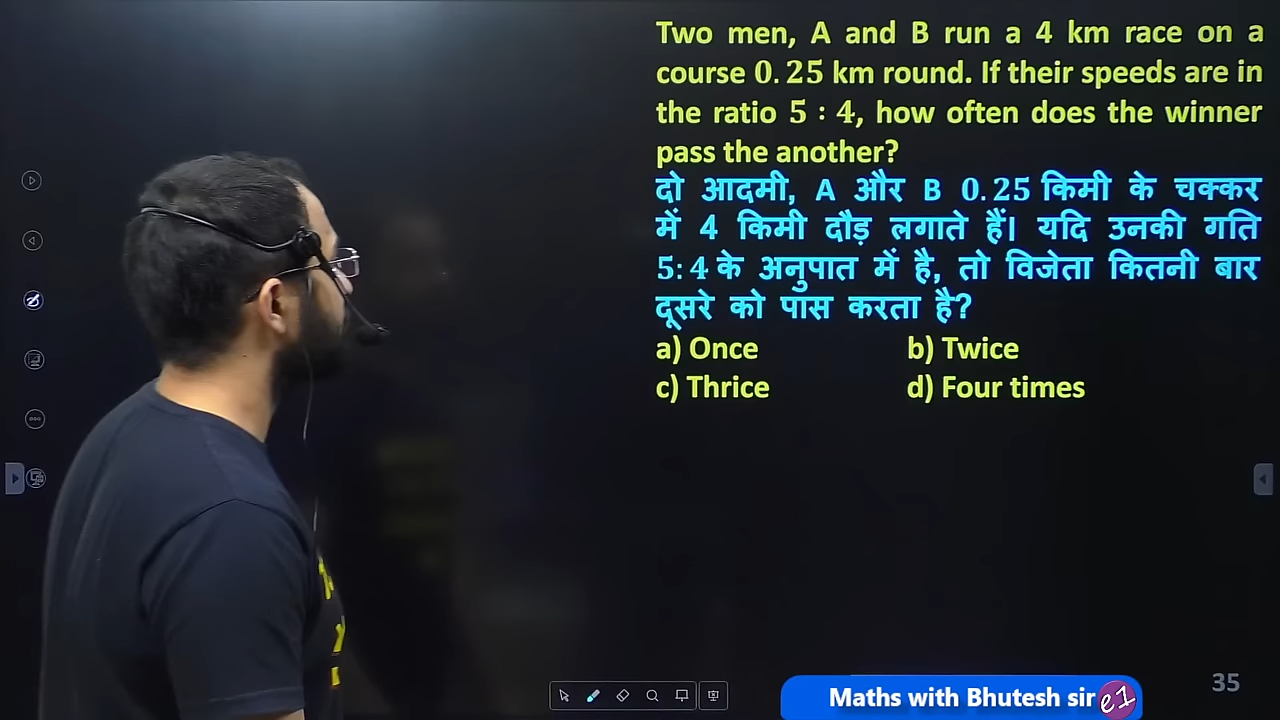 Two men, A and B run a 4 km race on a
course 0.25 km round. If their speeds are in
the ratio 5 : 4, how often does the winner
pass the another?
दो आदमी, A और B 0.25 किमी के चक्कर
में 4 किमी दौड़ लगाते हैं। यदि उनकी गति
5:4 के अनुपात में है, तो विजेता कितनी बार
दूसरे को पास करता है?
a) Once b) Twice
c) Thrice d) Four times
Maths with Bhutesh sir e1
35